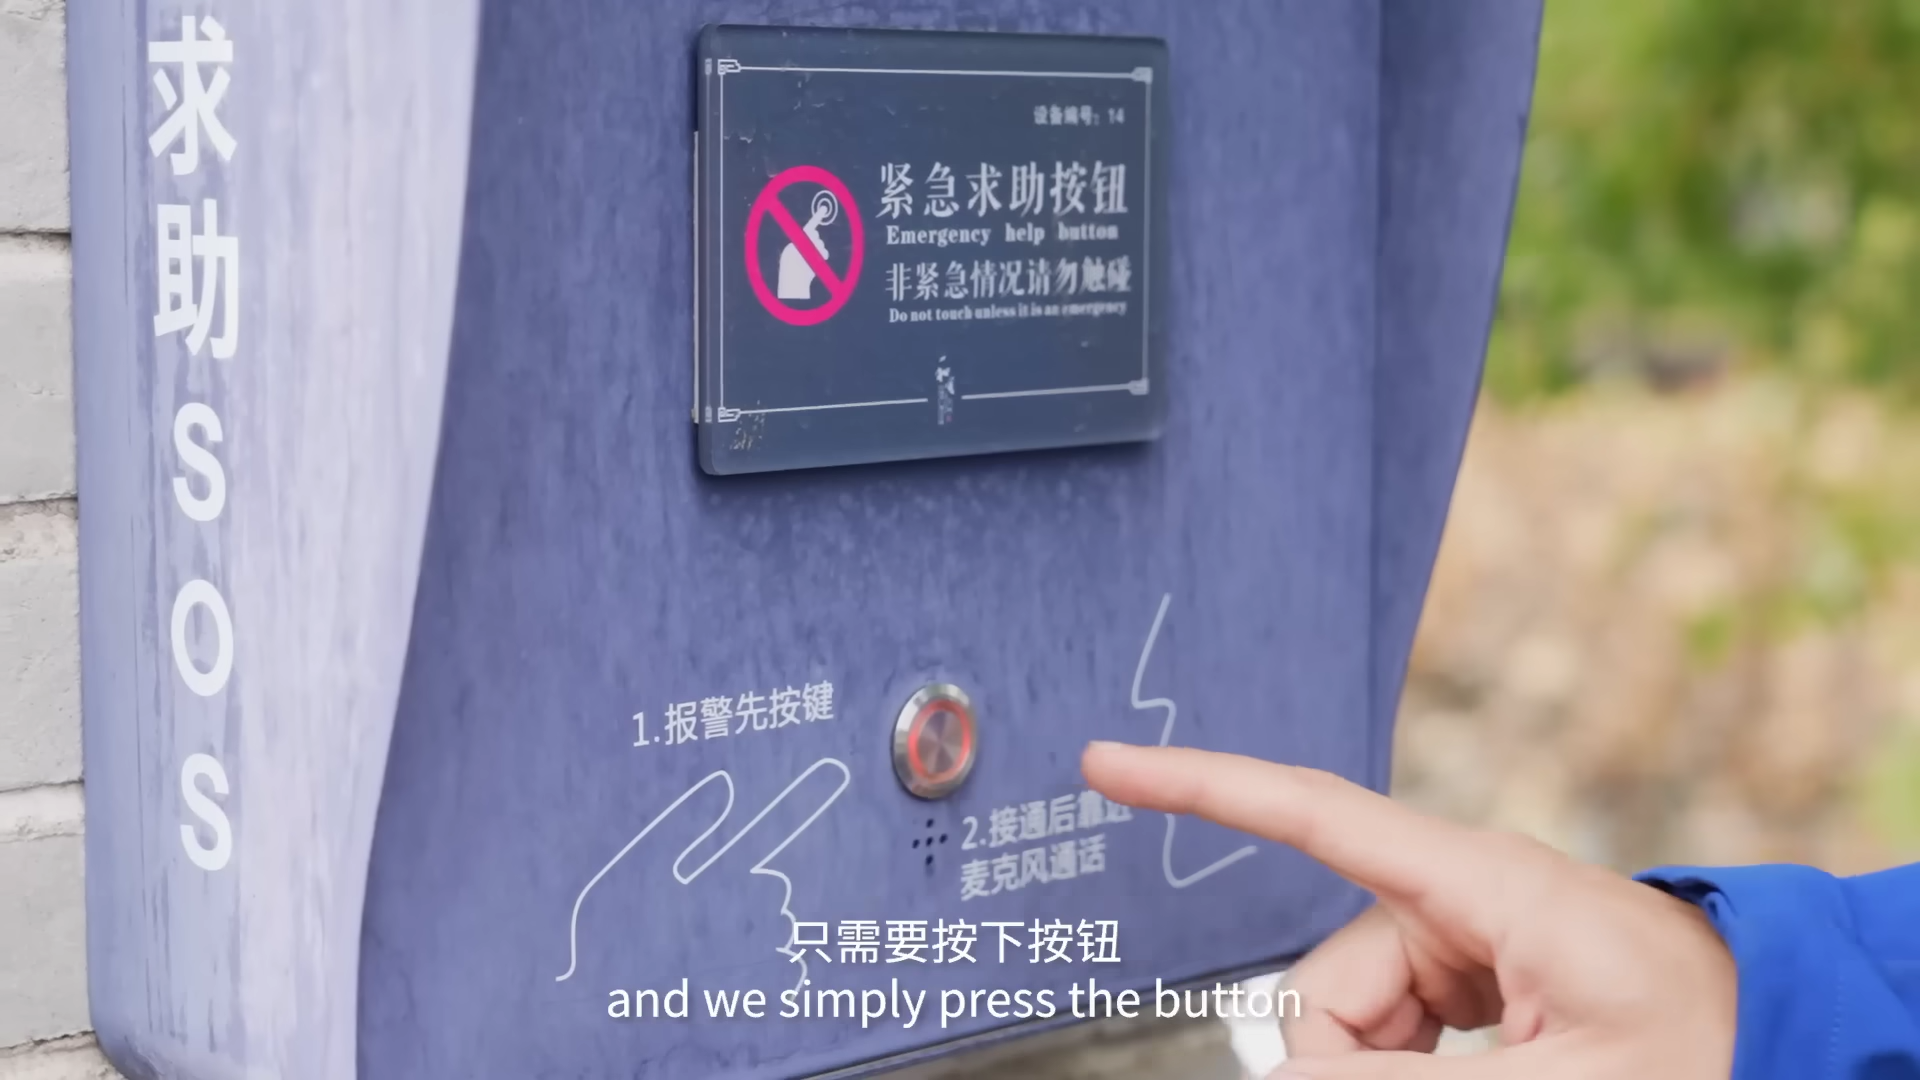 求助SOS
设备编号：14
紧急求助按钮
Emergency help button
非紧急情况请勿触碰
Do not touch unless it is an emergency
1.报警先按键
2.接通后靠近
麦克风通话
只需要按下按钮
and we simply press the button